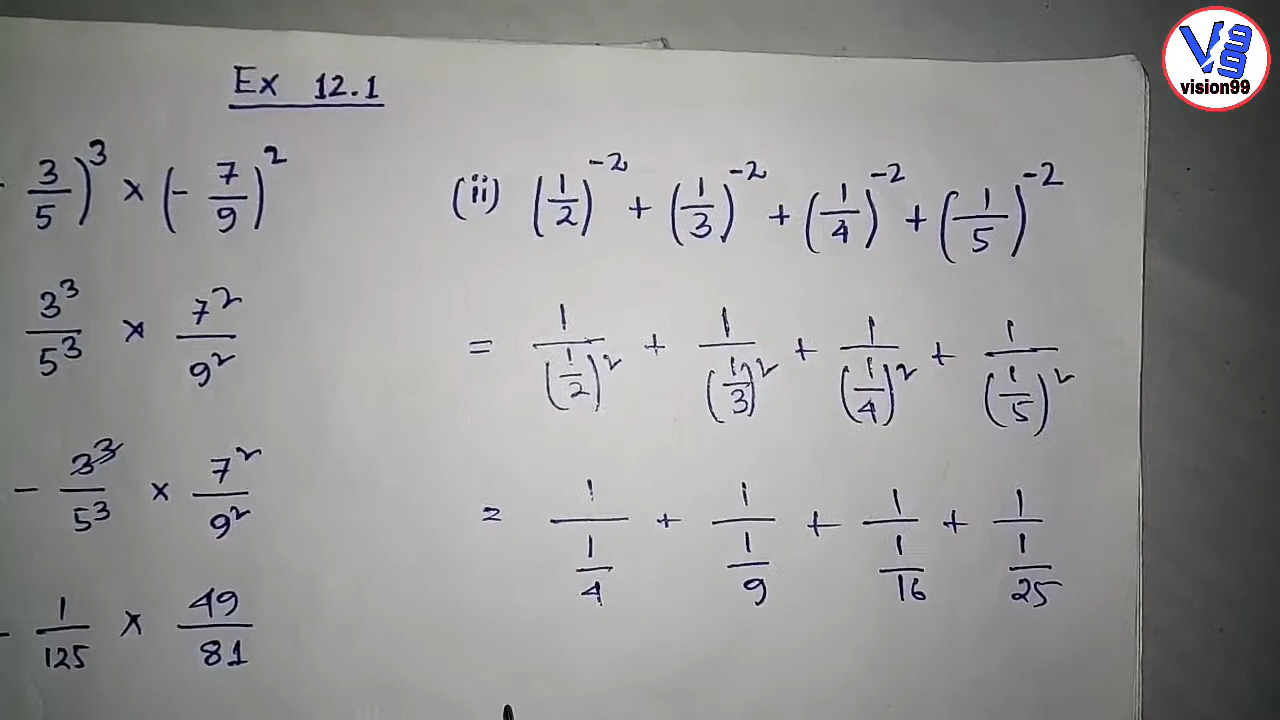 V99
vision99
Ex 12.1
3/5)^3 × (- 7/9)^2
3^3/5^3 × 7^2/9^2
- 3^3/5^3 × 7^2/9^2
- 1/125 × 49/81
(ii) (1/2)^-2 + (1/3)^-2 + (1/4)^-2 + (1/5)^-2
= 1/(1/2)^2 + 1/(1/3)^2 + 1/(1/4)^2 + 1/(1/5)^2
= 1/(1/4) + 1/(1/9) + 1/(1/16) + 1/(1/25)